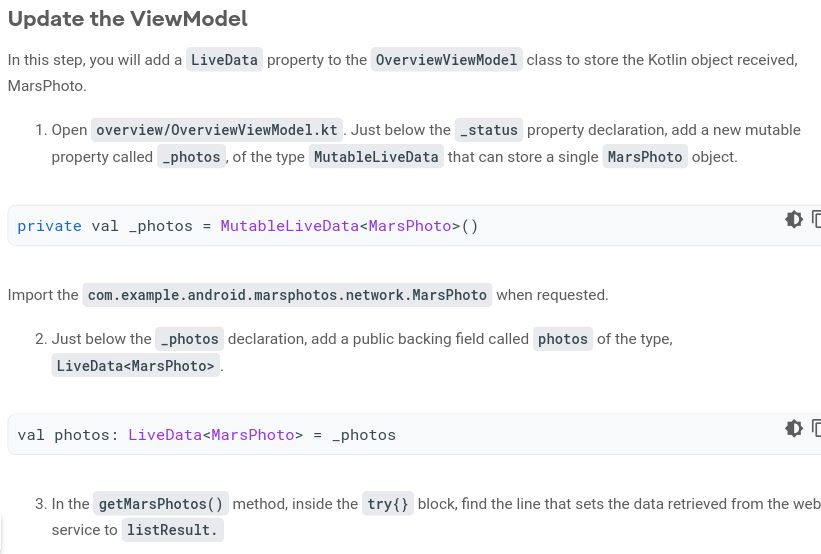 Update the ViewModel
In this step, you will add a LiveData property to the OverviewViewModel class to store the Kotlin object received,
MarsPhoto.
1. Open overview/OverviewViewModel.kt. Just below the _status property declaration, add a new mutable
property called _photos, of the type MutableLiveData that can store a single MarsPhoto object.
private val _photos = MutableLiveData<MarsPhoto>()
Import the com.example.android.marsphotos.network.MarsPhoto when requested.
2. Just below the _photos declaration, add a public backing field called photos of the type,
LiveData<MarsPhoto>.
val photos: LiveData<MarsPhoto> = _photos
3. In the getMarsPhotos() method, inside the try{} block, find the line that sets the data retrieved from the web
service to listResult.